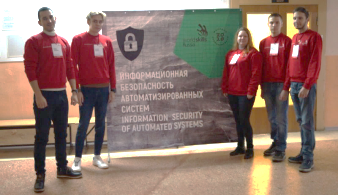 ИНФОРМАЦИОННАЯ
БЕЗОПАСНОСТЬ
АВТОМАТИЗИРОВАННЫХ
СИСТЕМ
INFORMATION SECURITY
OF AUTOMATED SYSTEMS